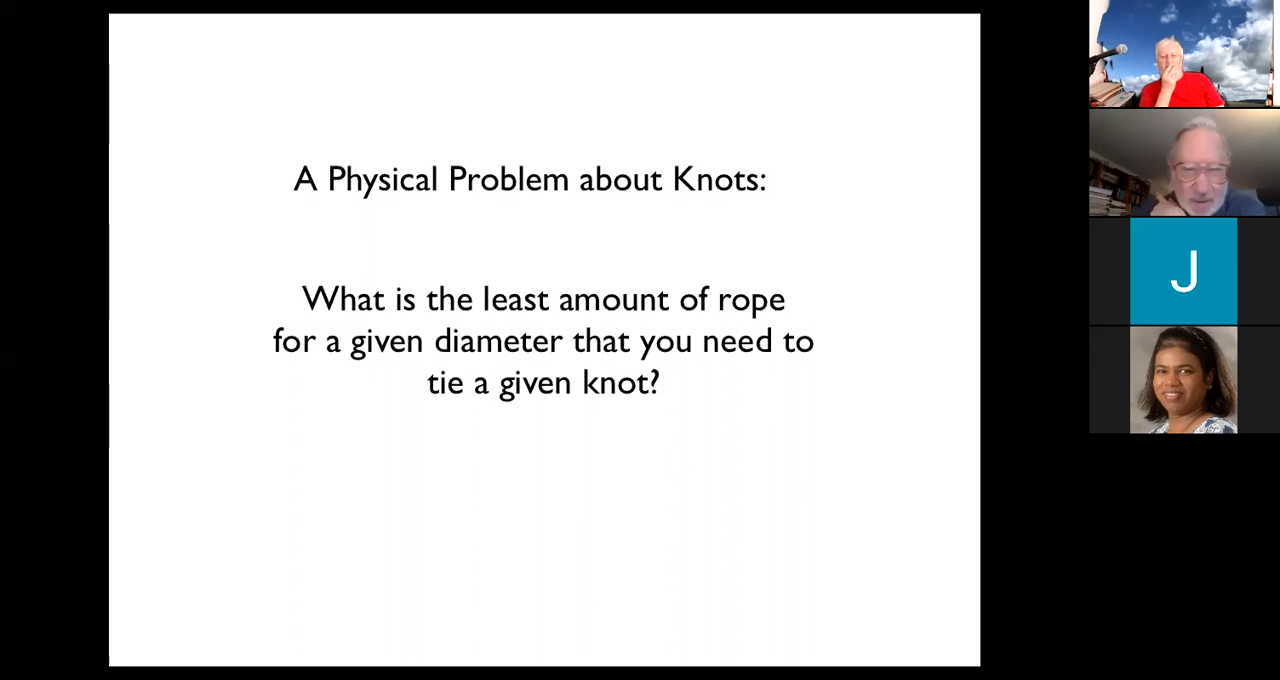 A Physical Problem about Knots:
What is the least amount of rope
for a given diameter that you need to
tie a given knot?
J